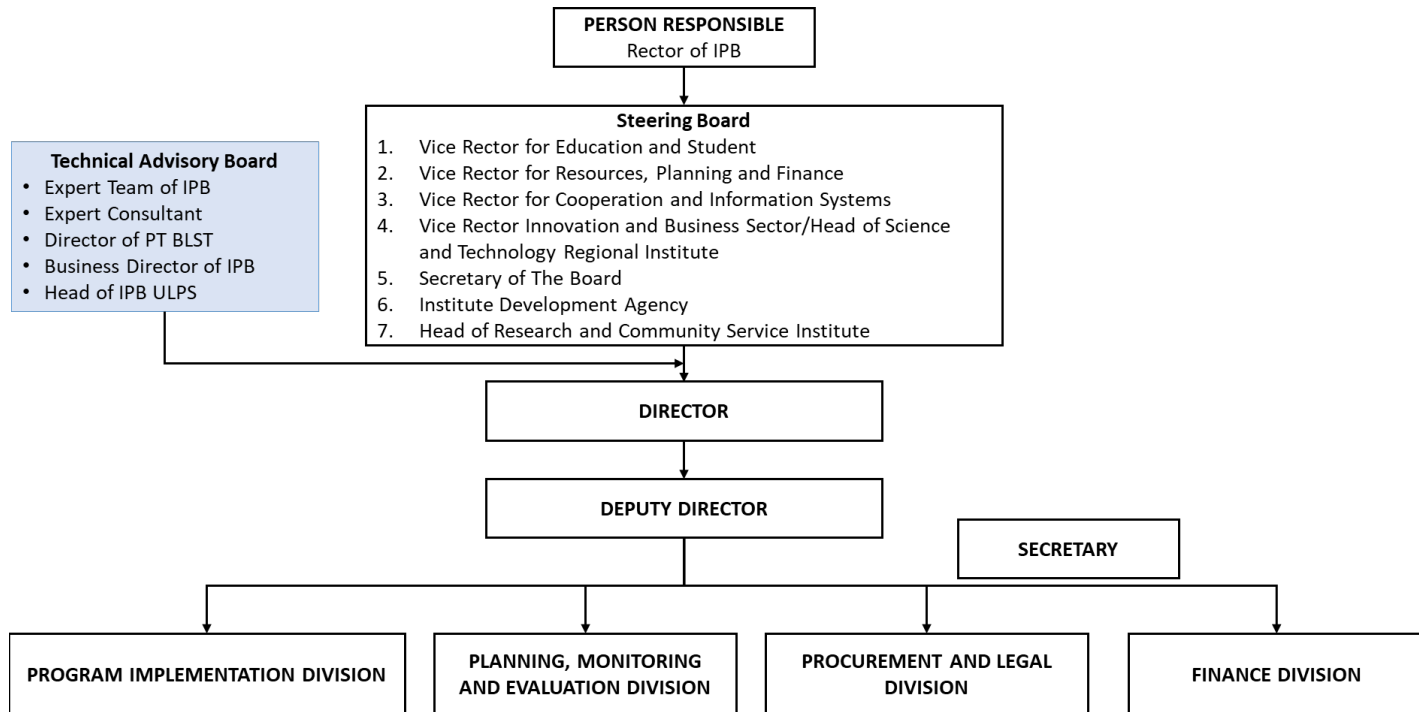 PERSON RESPONSIBLE
Rector of IPB
Steering Board
1. Vice Rector for Education and Student
2. Vice Rector for Resources, Planning and Finance
3. Vice Rector for Cooperation and Information Systems
4. Vice Rector Innovation and Business Sector/Head of Science
and Technology Regional Institute
5. Secretary of The Board
6. Institute Development Agency
7. Head of Research and Community Service Institute
Technical Advisory Board
• Expert Team of IPB
• Expert Consultant
• Director of PT BLST
• Business Director of IPB
• Head of IPB ULPS
DIRECTOR
DEPUTY DIRECTOR
SECRETARY
PROGRAM IMPLEMENTATION DIVISION
PLANNING, MONITORING
AND EVALUATION DIVISION
PROCUREMENT AND LEGAL
DIVISION
FINANCE DIVISION